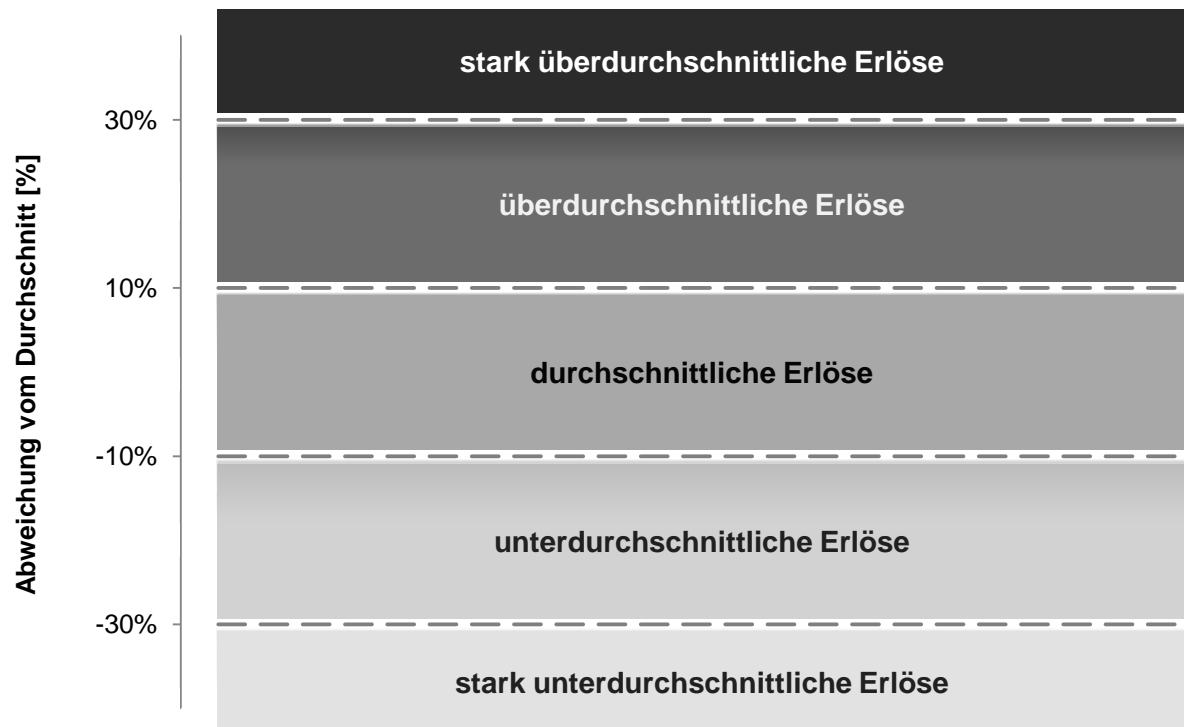 stark überdurchschnittliche Erlöse
30%
überdurchschnittliche Erlöse
10%
durchschnittliche Erlöse
-10%
unterdurchschnittliche Erlöse
-30%
stark unterdurchschnittliche Erlöse
Abweichung vom Durchschnitt [%]